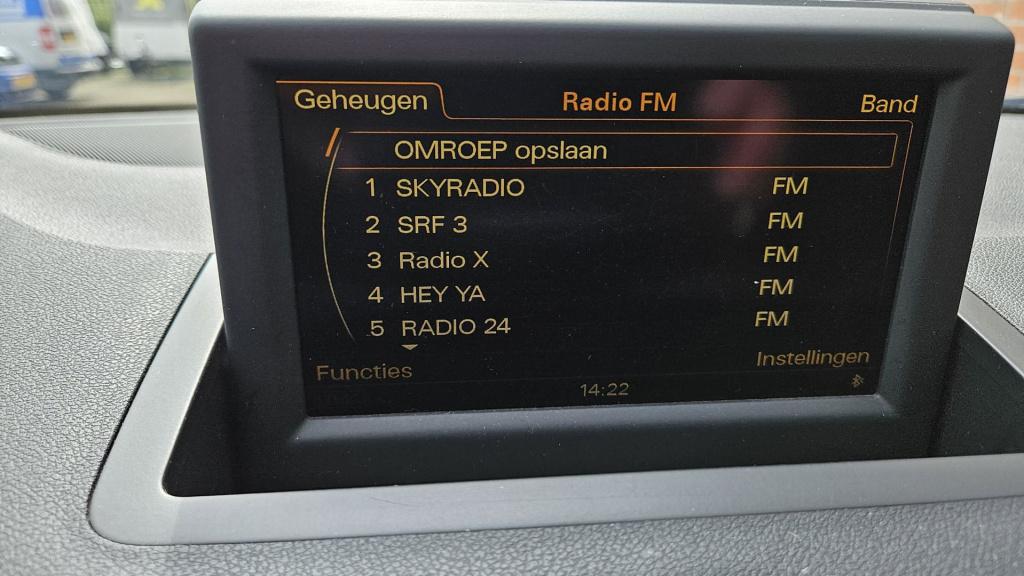 Geheugen Radio FM Band
OMROEP opslaan
1 SKYRADIO FM
2 SRF 3 FM
3 Radio X FM
4 HEY YA FM
5 RADIO 24 FM
Functies Instellingen
14:22